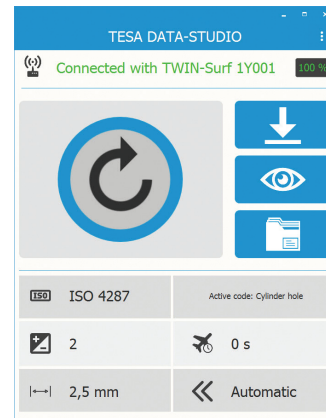 TESA DATA-STUDIO
Connected with TWIN-Surf 1Y001 100 %
ISO ISO 4287
Active code: Cylinder hole
2
0 s
2,5 mm
Automatic